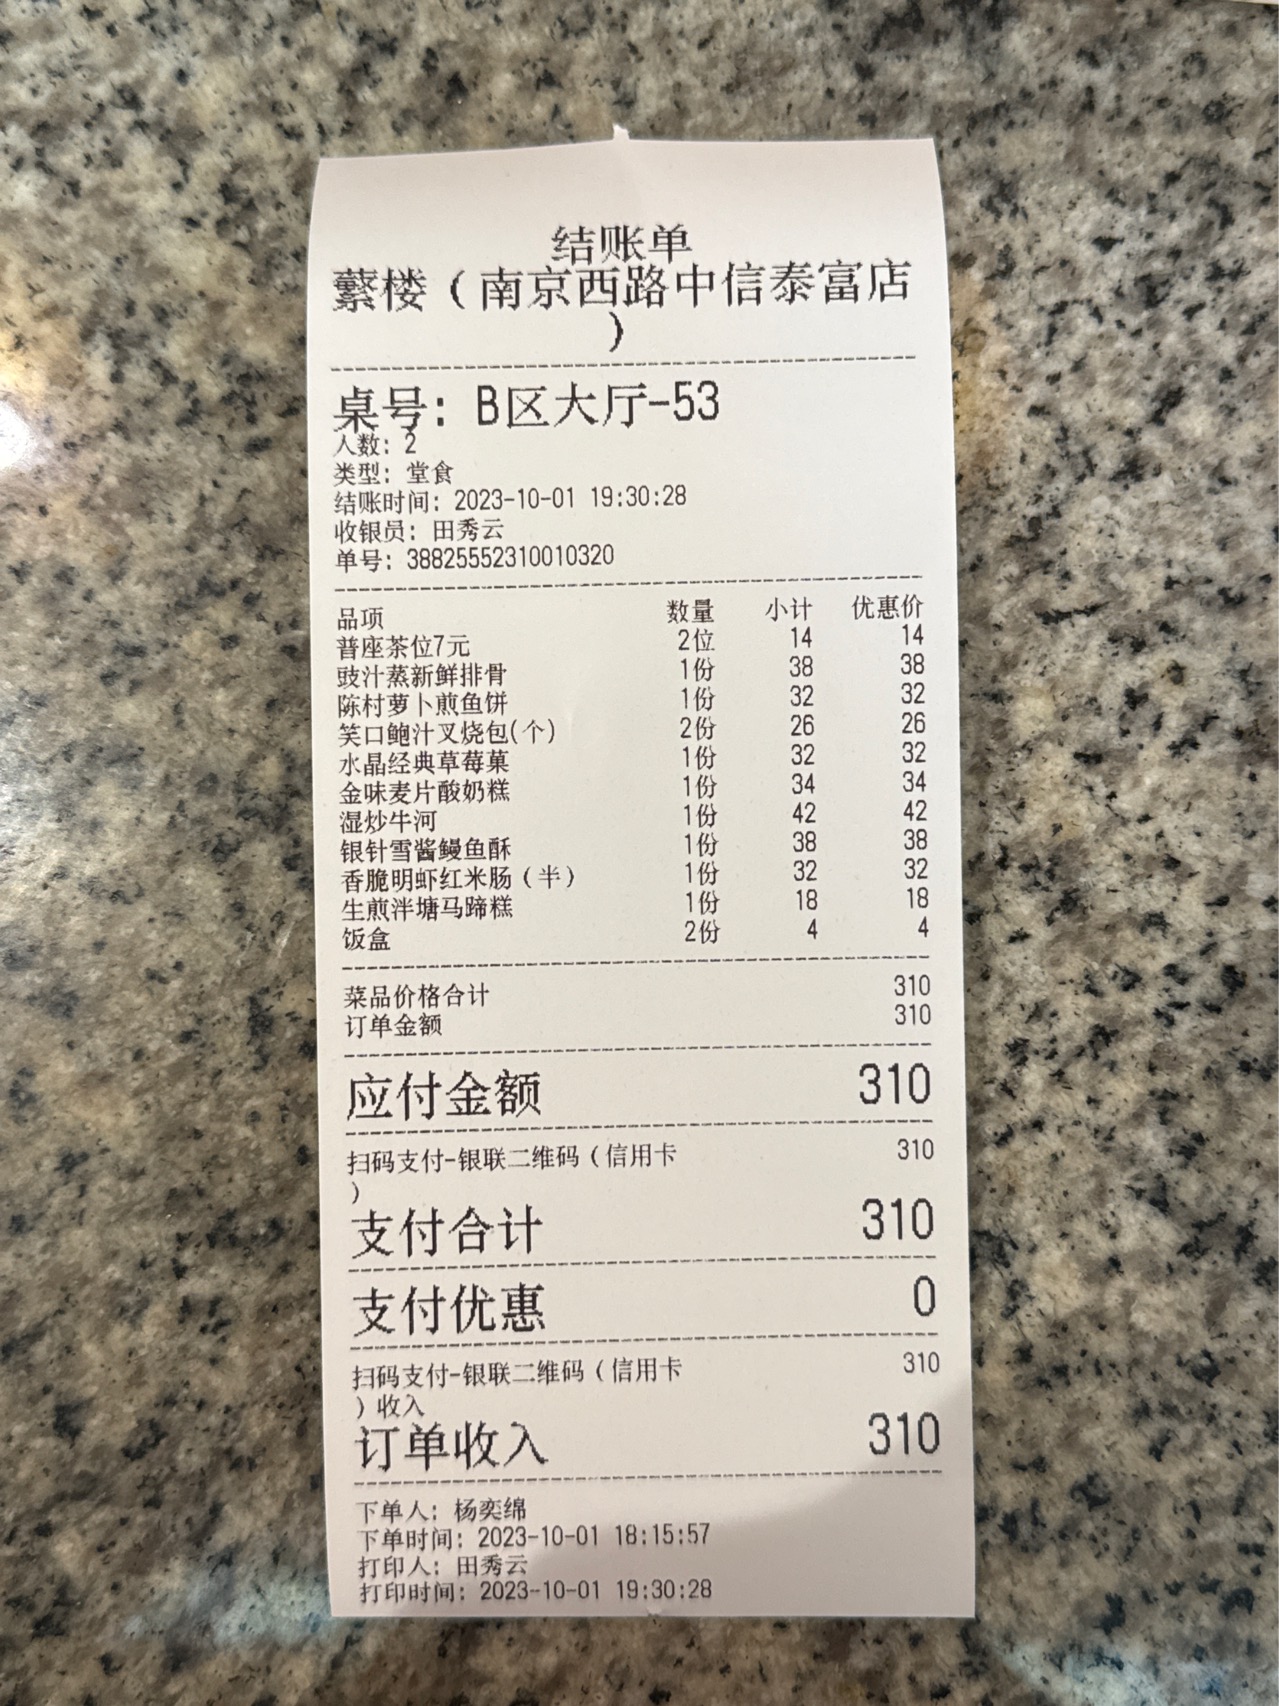 结账单
蘩楼（南京西路中信泰富店
）
桌号：B区大厅-53
人数：2
类型：堂食
结账时间：2023-10-01 19:30:28
收银员：田秀云
单号：38825552310010320
品项 数量 小计 优惠价
普座茶位7元 2位 14 14
豉汁蒸新鲜排骨 1份 38 38
陈村萝卜煎鱼饼 1份 32 32
笑口鲍汁叉烧包(个) 2份 26 26
水晶经典草莓菓 1份 32 32
金味麦片酸奶糕 1份 34 34
湿炒牛河 1份 42 42
银针雪酱鳗鱼酥 1份 38 38
香脆明虾红米肠（半） 1份 32 32
生煎泮塘马蹄糕 1份 18 18
饭盒 2份 4 4
菜品价格合计 310
订单金额 310
应付金额 310
扫码支付-银联二维码（信用卡 310
）
支付合计 310
支付优惠 0
扫码支付-银联二维码（信用卡 310
）收入
订单收入 310
下单人：杨奕绵
下单时间：2023-10-01 18:15:57
打印人：田秀云
打印时间：2023-10-01 19:30:28